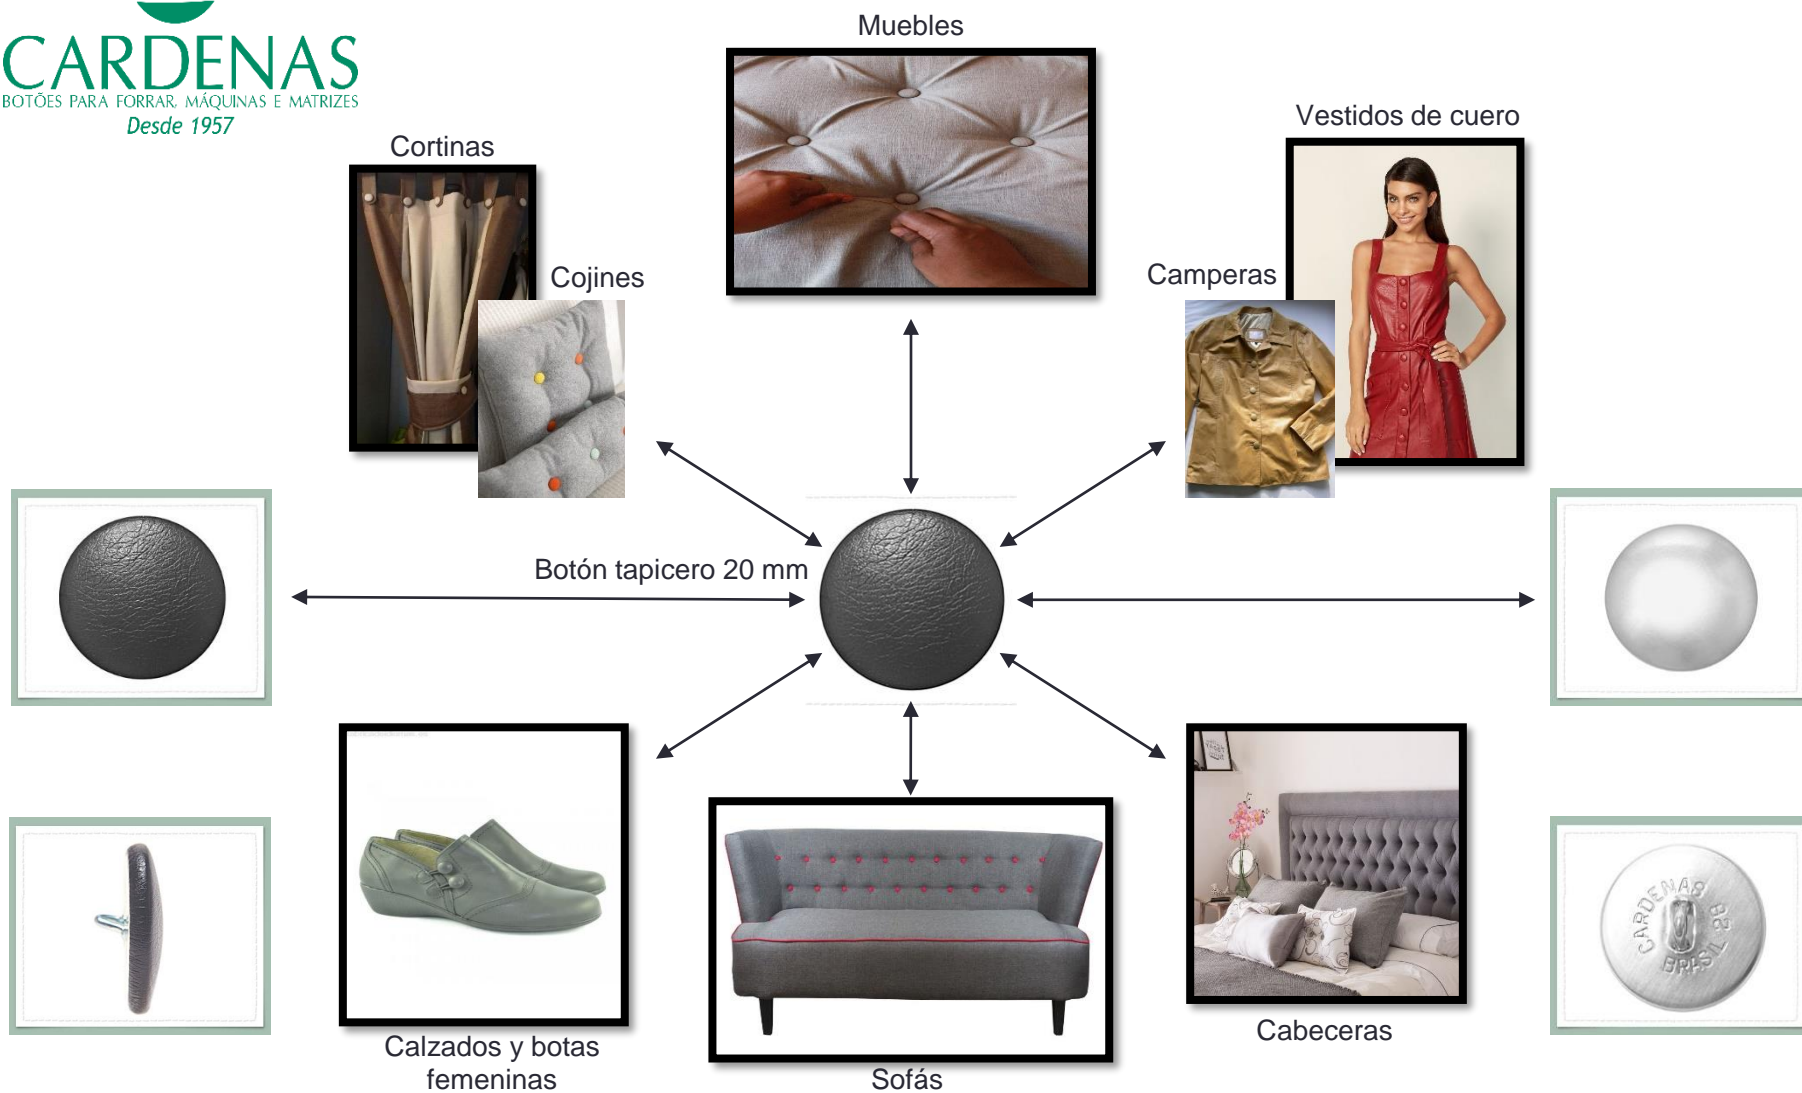 CARDENAS
BOTÕES PARA FORRAR, MÁQUINAS E MATRIZES
Desde 1957
Muebles
Vestidos de cuero
Cortinas
Cojines
Camperas
Botón tapicero 20 mm
CARDENAS B2
BRASIL
Calzados y botas
femeninas
Sofás
Cabeceras